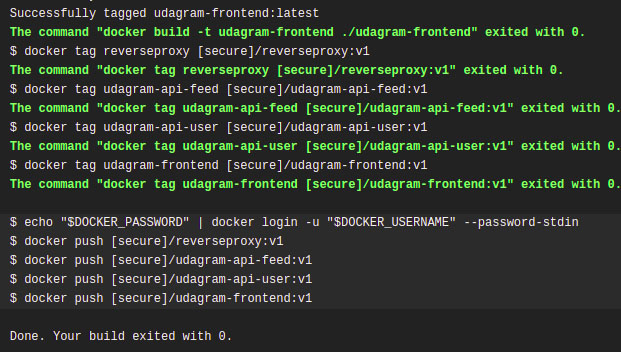 Successfully tagged udagram-frontend:latest
The command "docker build -t udagram-frontend ./udagram-frontend" exited with 0.
$ docker tag reverseproxy [secure]/reverseproxy:v1
The command "docker tag reverseproxy [secure]/reverseproxy:v1" exited with 0.
$ docker tag udagram-api-feed [secure]/udagram-api-feed:v1
The command "docker tag udagram-api-feed [secure]/udagram-api-feed:v1" exited with 0.
$ docker tag udagram-api-user [secure]/udagram-api-user:v1
The command "docker tag udagram-api-user [secure]/udagram-api-user:v1" exited with 0.
$ docker tag udagram-frontend [secure]/udagram-frontend:v1
The command "docker tag udagram-frontend [secure]/udagram-frontend:v1" exited with 0.
$ echo "$DOCKER_PASSWORD" | docker login -u "$DOCKER_USERNAME" --password-stdin
$ docker push [secure]/reverseproxy:v1
$ docker push [secure]/udagram-api-feed:v1
$ docker push [secure]/udagram-api-user:v1
$ docker push [secure]/udagram-frontend:v1
Done. Your build exited with 0.